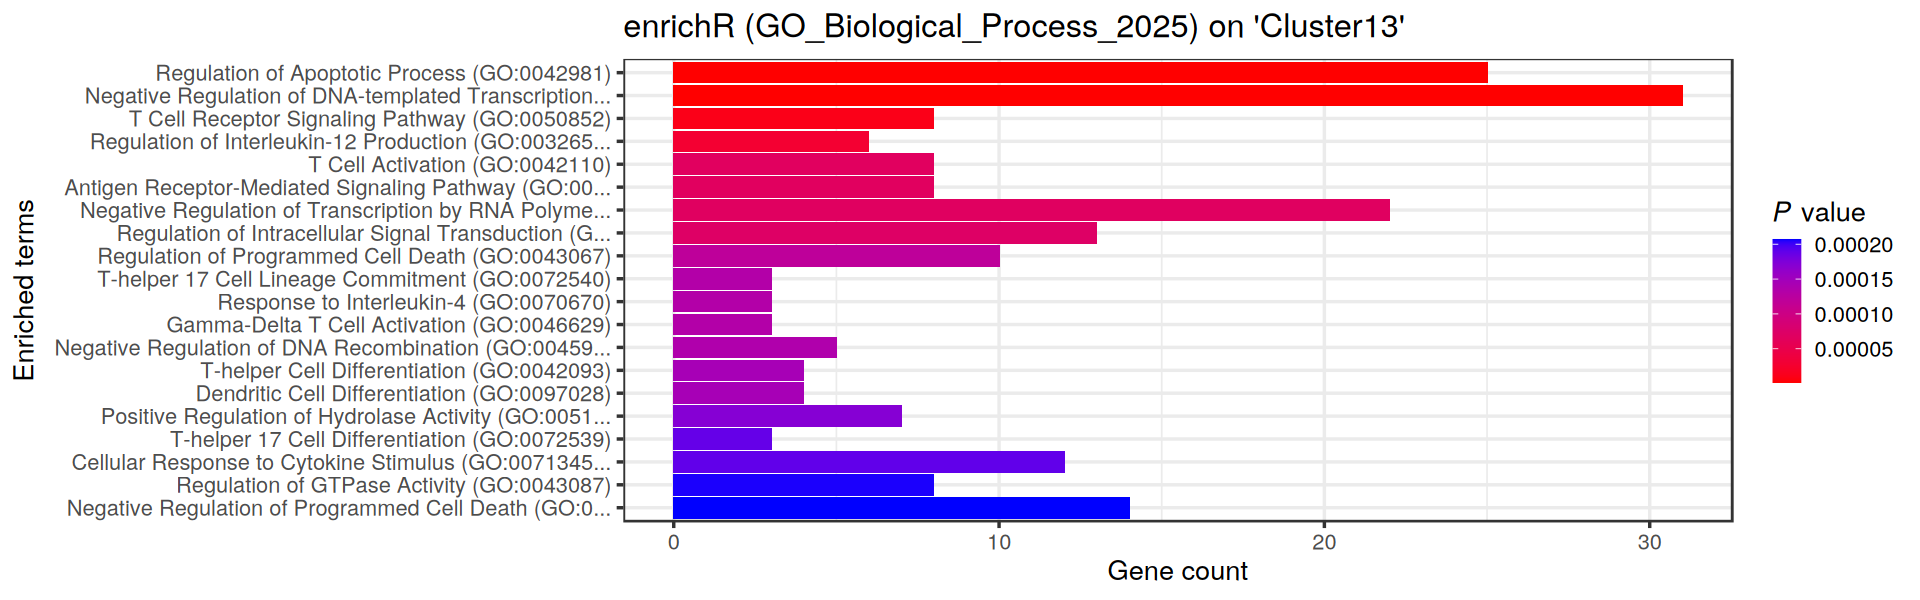 enrichR (GO_Biological_Process_2025) on 'Cluster13'
Regulation of Apoptotic Process (GO:0042981)
Negative Regulation of DNA-templated Transcription...
T Cell Receptor Signaling Pathway (GO:0050852)
Regulation of Interleukin-12 Production (GO:003265...
T Cell Activation (GO:0042110)
Antigen Receptor-Mediated Signaling Pathway (GO:00...
Negative Regulation of Transcription by RNA Polyme...
Regulation of Intracellular Signal Transduction (G...
Regulation of Programmed Cell Death (GO:0043067)
T-helper 17 Cell Lineage Commitment (GO:0072540)
Response to Interleukin-4 (GO:0070670)
Gamma-Delta T Cell Activation (GO:0046629)
Negative Regulation of DNA Recombination (GO:00459...
T-helper Cell Differentiation (GO:0042093)
Dendritic Cell Differentiation (GO:0097028)
Positive Regulation of Hydrolase Activity (GO:0051...
T-helper 17 Cell Differentiation (GO:0072539)
Cellular Response to Cytokine Stimulus (GO:0071345...
Regulation of GTPase Activity (GO:0043087)
Negative Regulation of Programmed Cell Death (GO:0...
Enriched terms
0 10 20 30
Gene count
P value
0.00020
0.00015
0.00010
0.00005